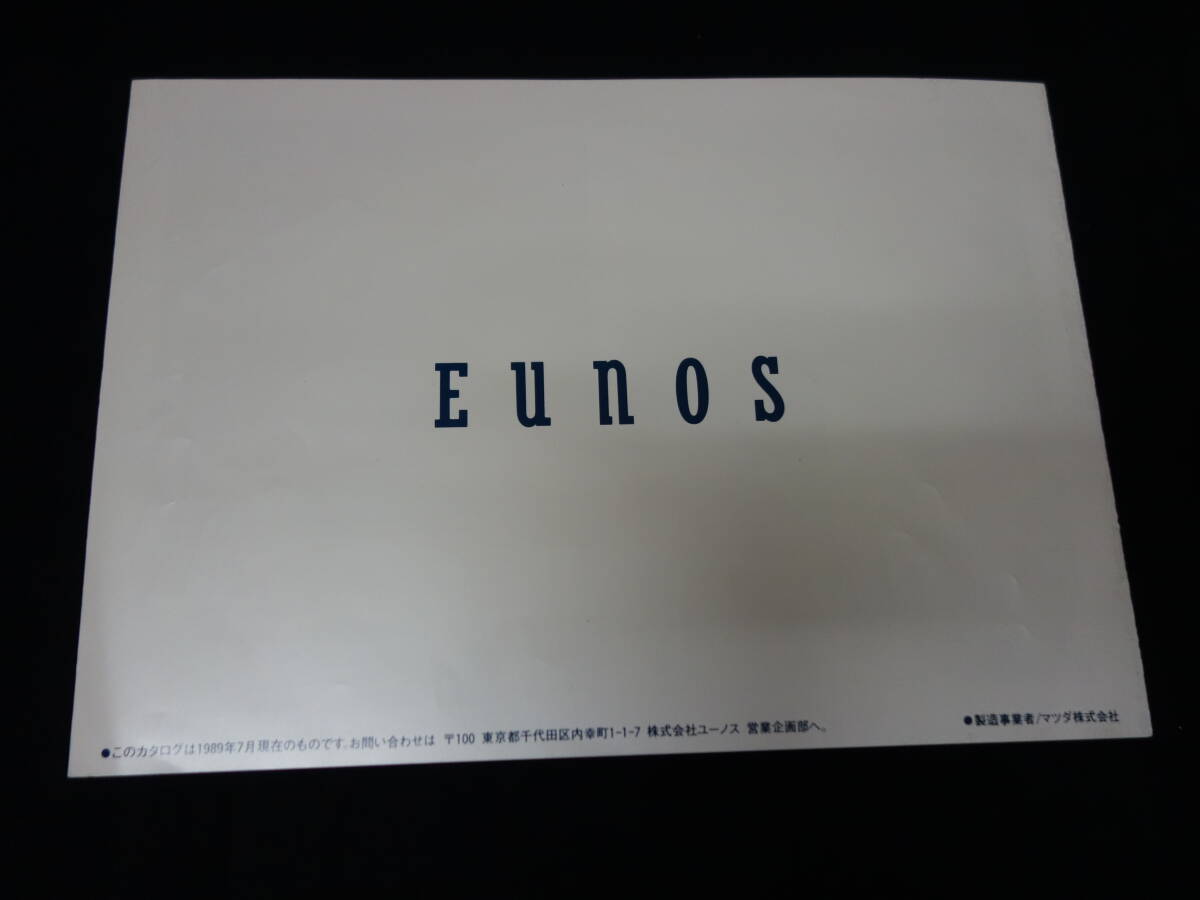 Eunos
●このカタログは1989年7月現在のものです。お問い合わせは 〒100 東京都千代田区内幸町1-1-7 株式会社ユーノス 営業企画部へ。
●製造事業者/マツダ株式会社